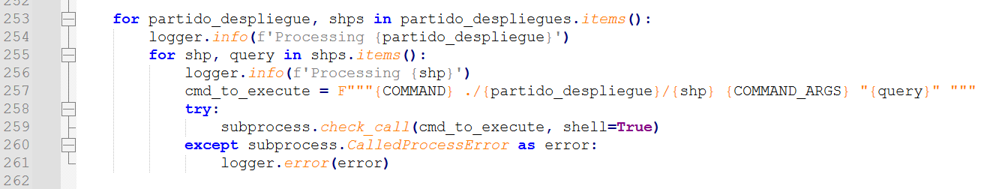 252
253 for partido_despliegue, shps in partido_despliegues.items():
254 logger.info(f'Processing {partido_despliegue}')
255 for shp, query in shps.items():
256 logger.info(f'Processing {shp}')
257 cmd_to_execute = F"""{COMMAND} ./{partido_despliegue}/{shp} {COMMAND_ARGS} "{query}" """
258 try:
259 subprocess.check_call(cmd_to_execute, shell=True)
260 except subprocess.CalledProcessError as error:
261 logger.error(error)
262